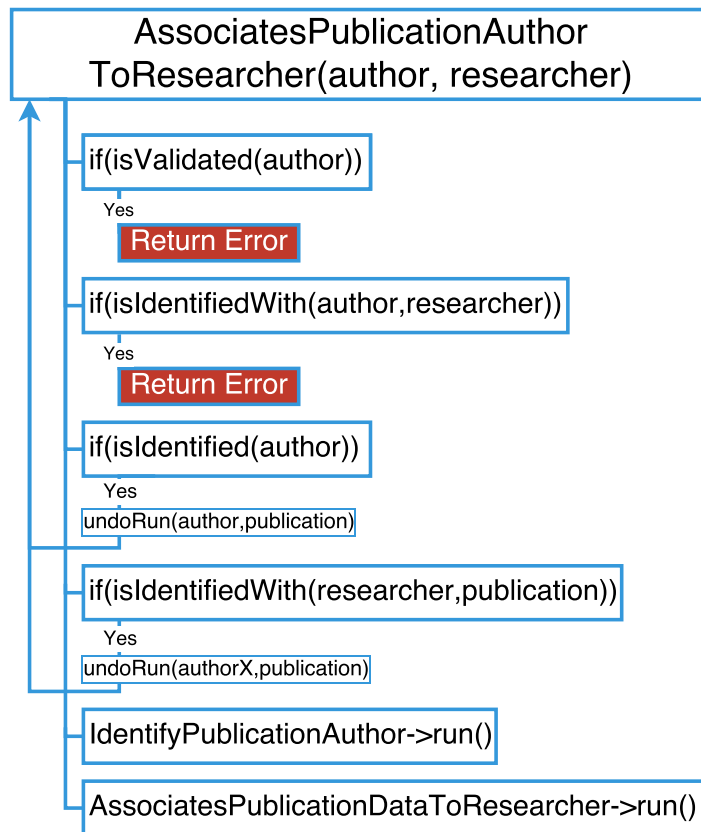 AssociatesPublicationAuthor
ToResearcher(author, researcher)
if(isValidated(author))
Yes
Return Error
if(isIdentifiedWith(author,researcher))
Yes
Return Error
if(isIdentified(author))
Yes
undoRun(author,publication)
if(isIdentifiedWith(researcher,publication))
Yes
undoRun(authorX,publication)
IdentifyPublicationAuthor->run()
AssociatesPublicationDataToResearcher->run()